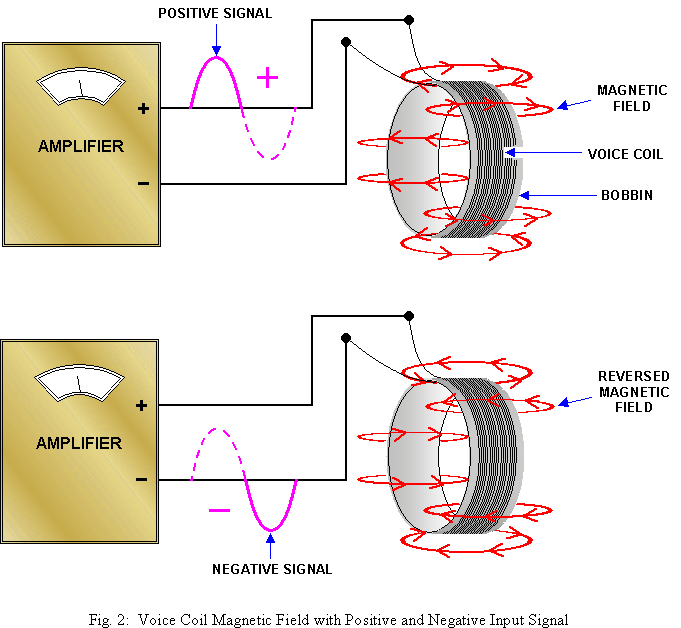 POSITIVE SIGNAL
+
MAGNETIC
FIELD
+
AMPLIFIER
VOICE COIL
−
BOBBIN
REVERSED
MAGNETIC
FIELD
+
AMPLIFIER
−
−
NEGATIVE SIGNAL
Fig. 2: Voice Coil Magnetic Field with Positive and Negative Input Signal